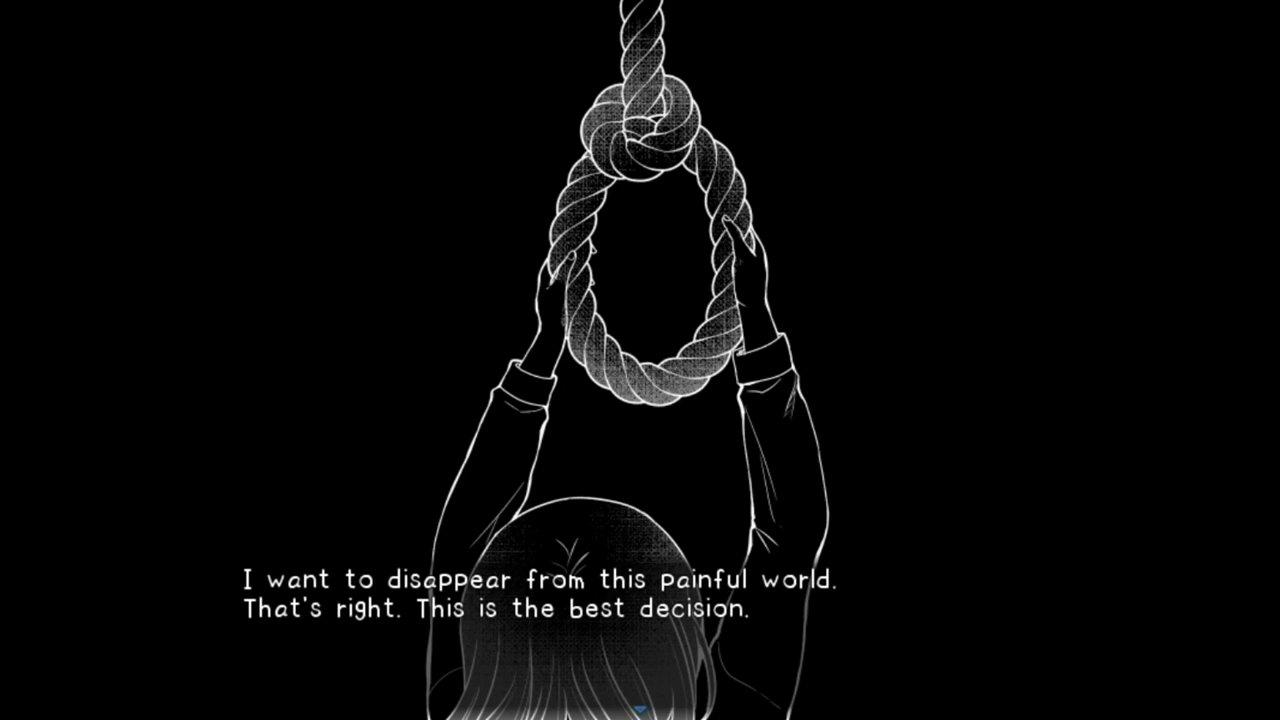 I want to disappear from this painful world.
That's right. This is the best decision.